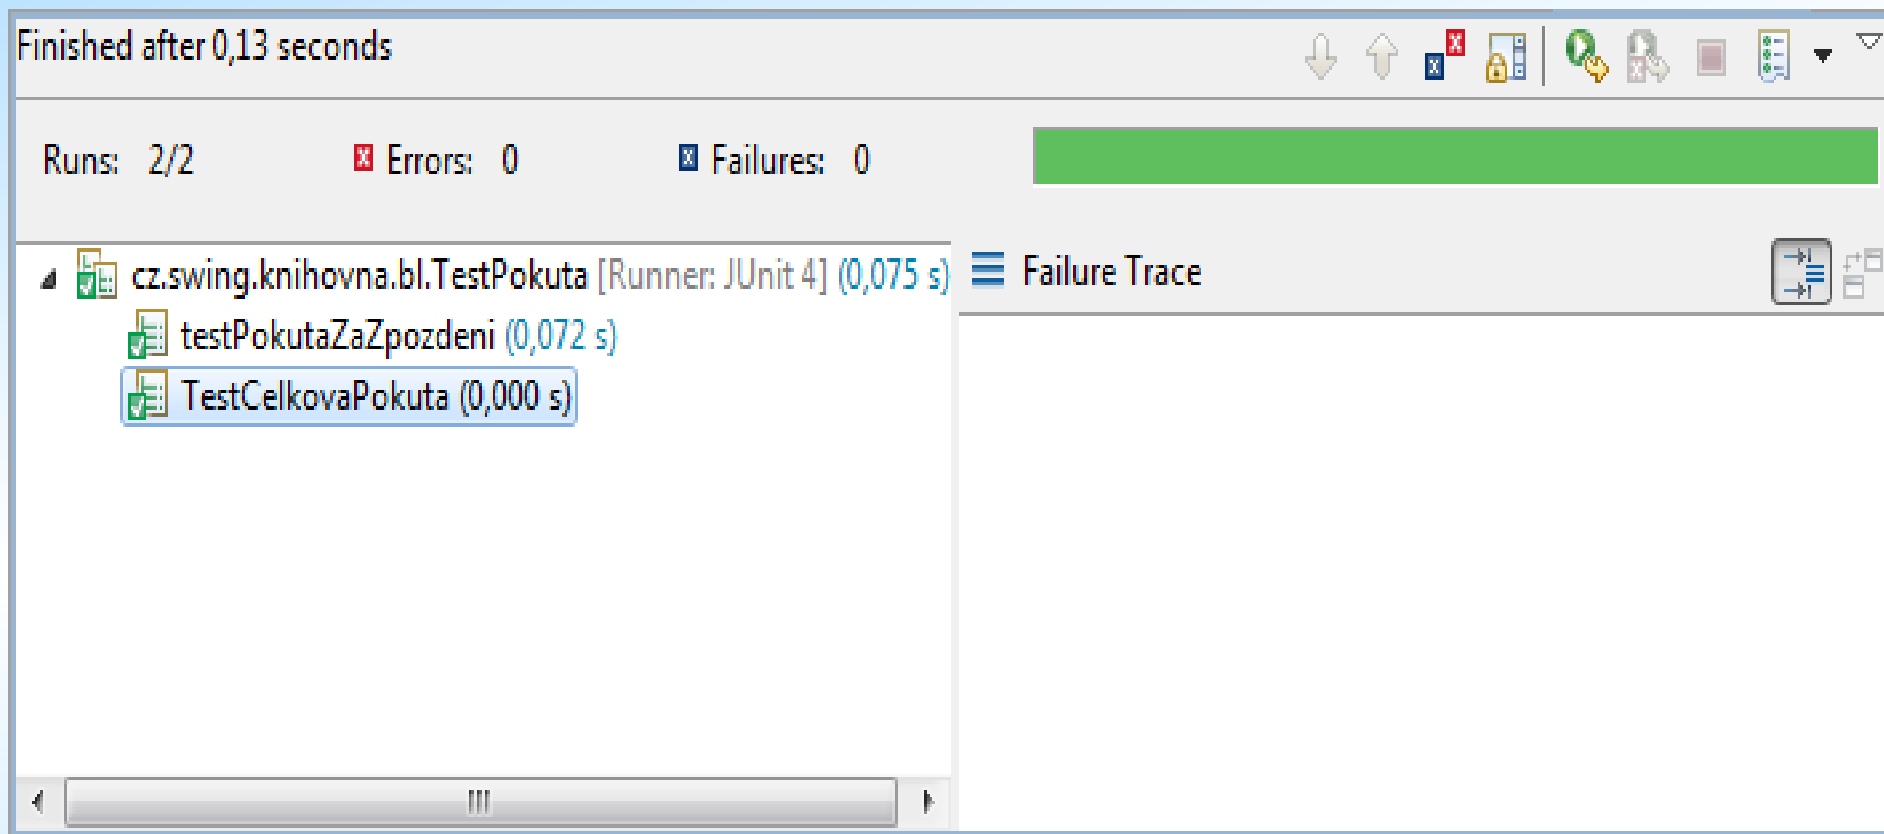 Finished after 0,13 seconds
Runs: 2/2 Errors: 0 Failures: 0
cz.swing.knihovna.bl.TestPokuta [Runner: JUnit 4] (0,075 s)
testPokutaZaZpozdeni (0,072 s)
TestCelkovaPokuta (0,000 s)
Failure Trace